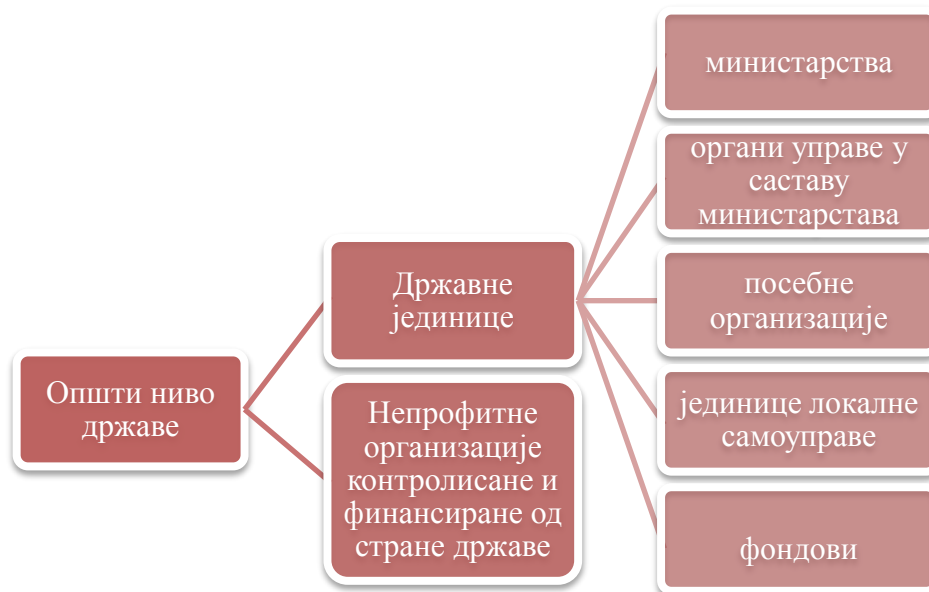 Општи ниво
државе
Државне
јединице
Непрофитне
организације
контролисане и
финансиране од
стране државе
министарства
органи управе у
саставу
министарстава
посебне
организације
јединице локалне
самоуправе
фондови